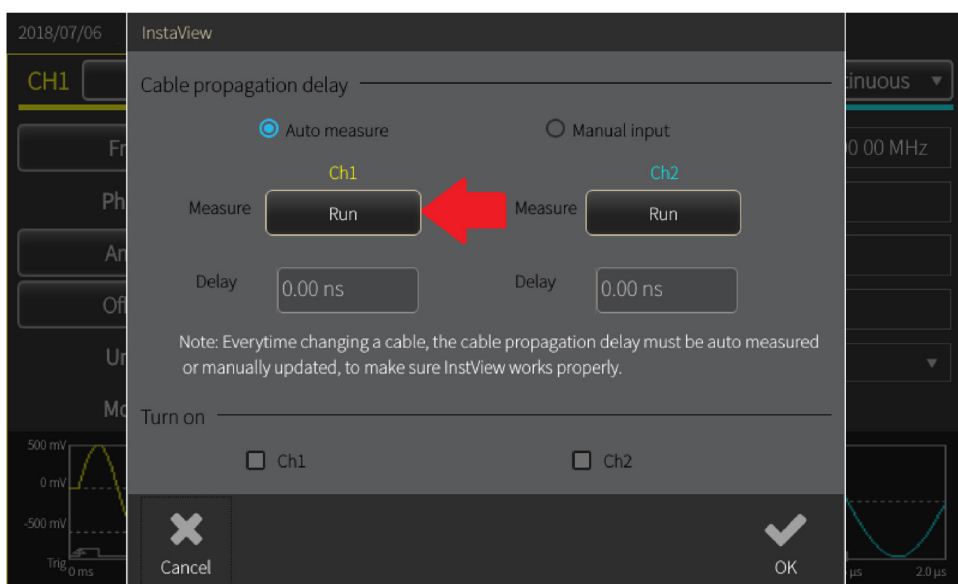 2018/07/06
InstaView
CH1
Cable propagation delay
tinuous
Auto measure
Manual input
Fr
0 00 MHz
Ch1
Ch2
Ph
Measure
Run
Measure
Run
An
Delay
0.00 ns
Delay
0.00 ns
Off
Note: Everytime changing a cable, the cable propagation delay must be auto measured
or manually updated, to make sure InstView works properly.
Un
Mo
Turn on
500 mV
Ch1
Ch2
0 mV
-500 mV
Trig
0 ms
Cancel
OK
µs
2.0 µs